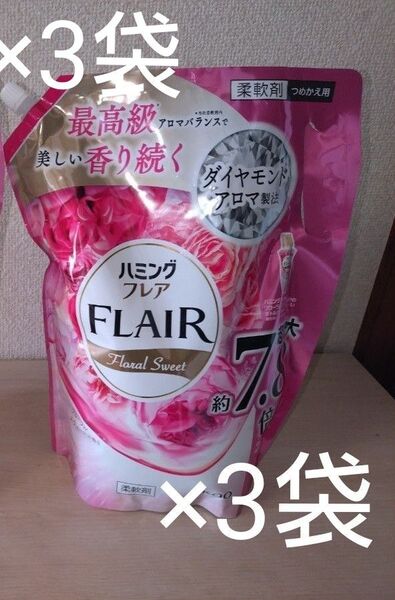 ×3袋
柔軟剤 つめかえ用
最高級*アロマバランスで
美しい香り続く
ダイヤモンド
アロマ製法
ハミング
フレア
FLAIR
Floral Sweet
約7.8倍
柔軟剤
×3袋